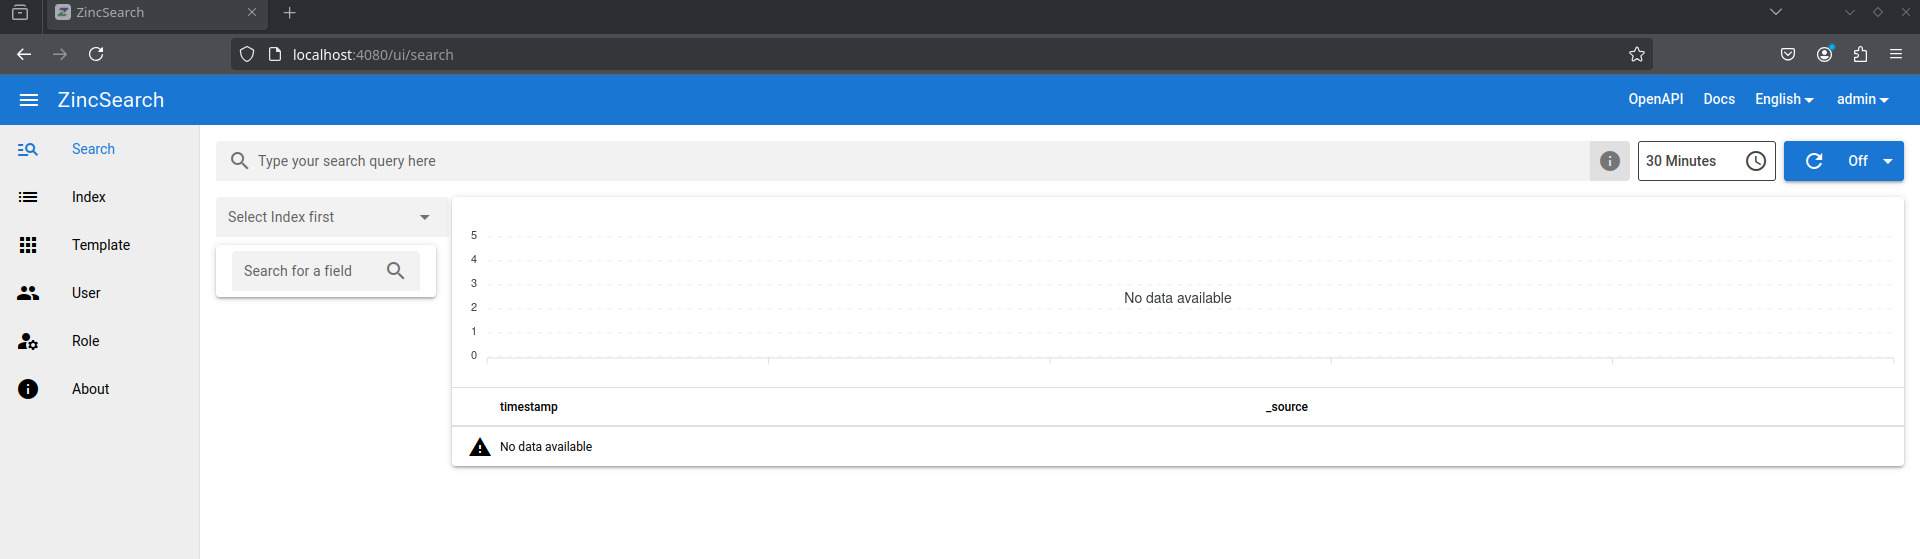 ZincSearch
localhost:4080/ui/search
ZincSearch
OpenAPI Docs English admin
Search
Index
Template
User
Role
About
Type your search query here
30 Minutes
Off
Select Index first
Search for a field
5
4
3
2
1
0
No data available
timestamp _source
No data available